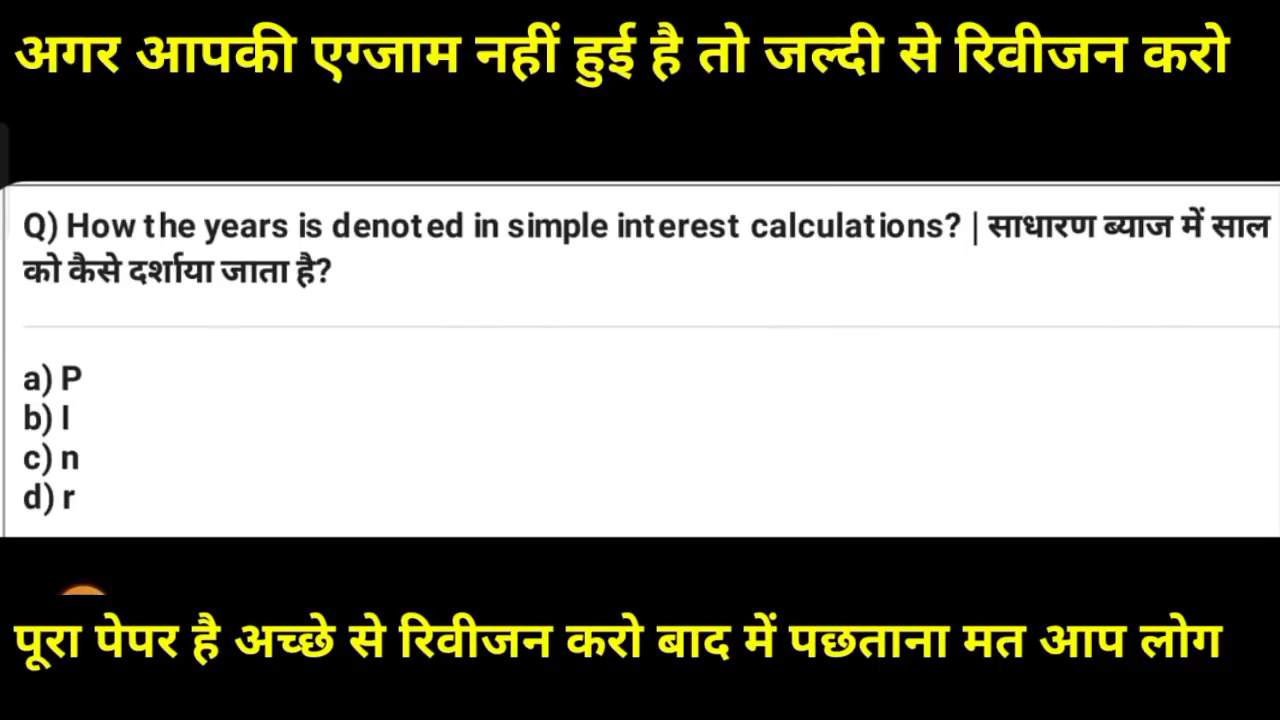 अगर आपकी एग्जाम नहीं हुई है तो जल्दी से रिवीजन करो
Q) How the years is denoted in simple interest calculations? | साधारण ब्याज में साल
को कैसे दर्शाया जाता है?
a) P
b) I
c) n
d) r
पूरा पेपर है अच्छे से रिवीजन करो बाद में पछताना मत आप लोग